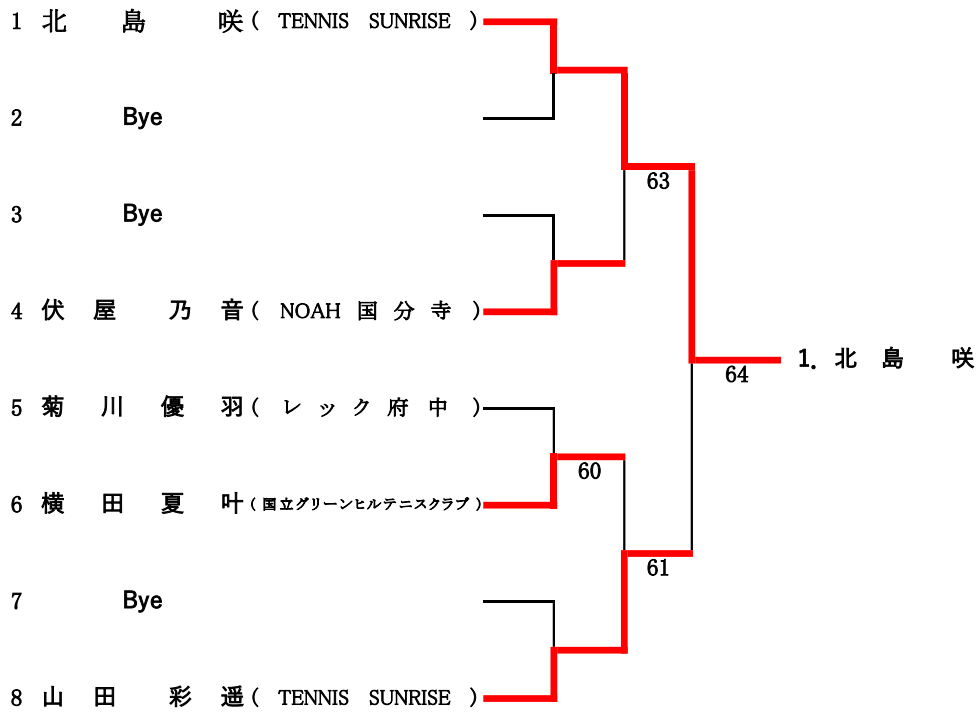 1 北 島 咲 ( TENNIS SUNRISE )
2 Bye
63
3 Bye
4 伏 屋 乃 音 ( NOAH 国 分 寺 )
1. 北 島 咲
64
5 菊 川 優 羽 ( レ ッ ク 府 中 )
60
6 横 田 夏 叶 ( 国立グリーンヒルテニスクラブ )
61
7 Bye
8 山 田 彩 遥 ( TENNIS SUNRISE )